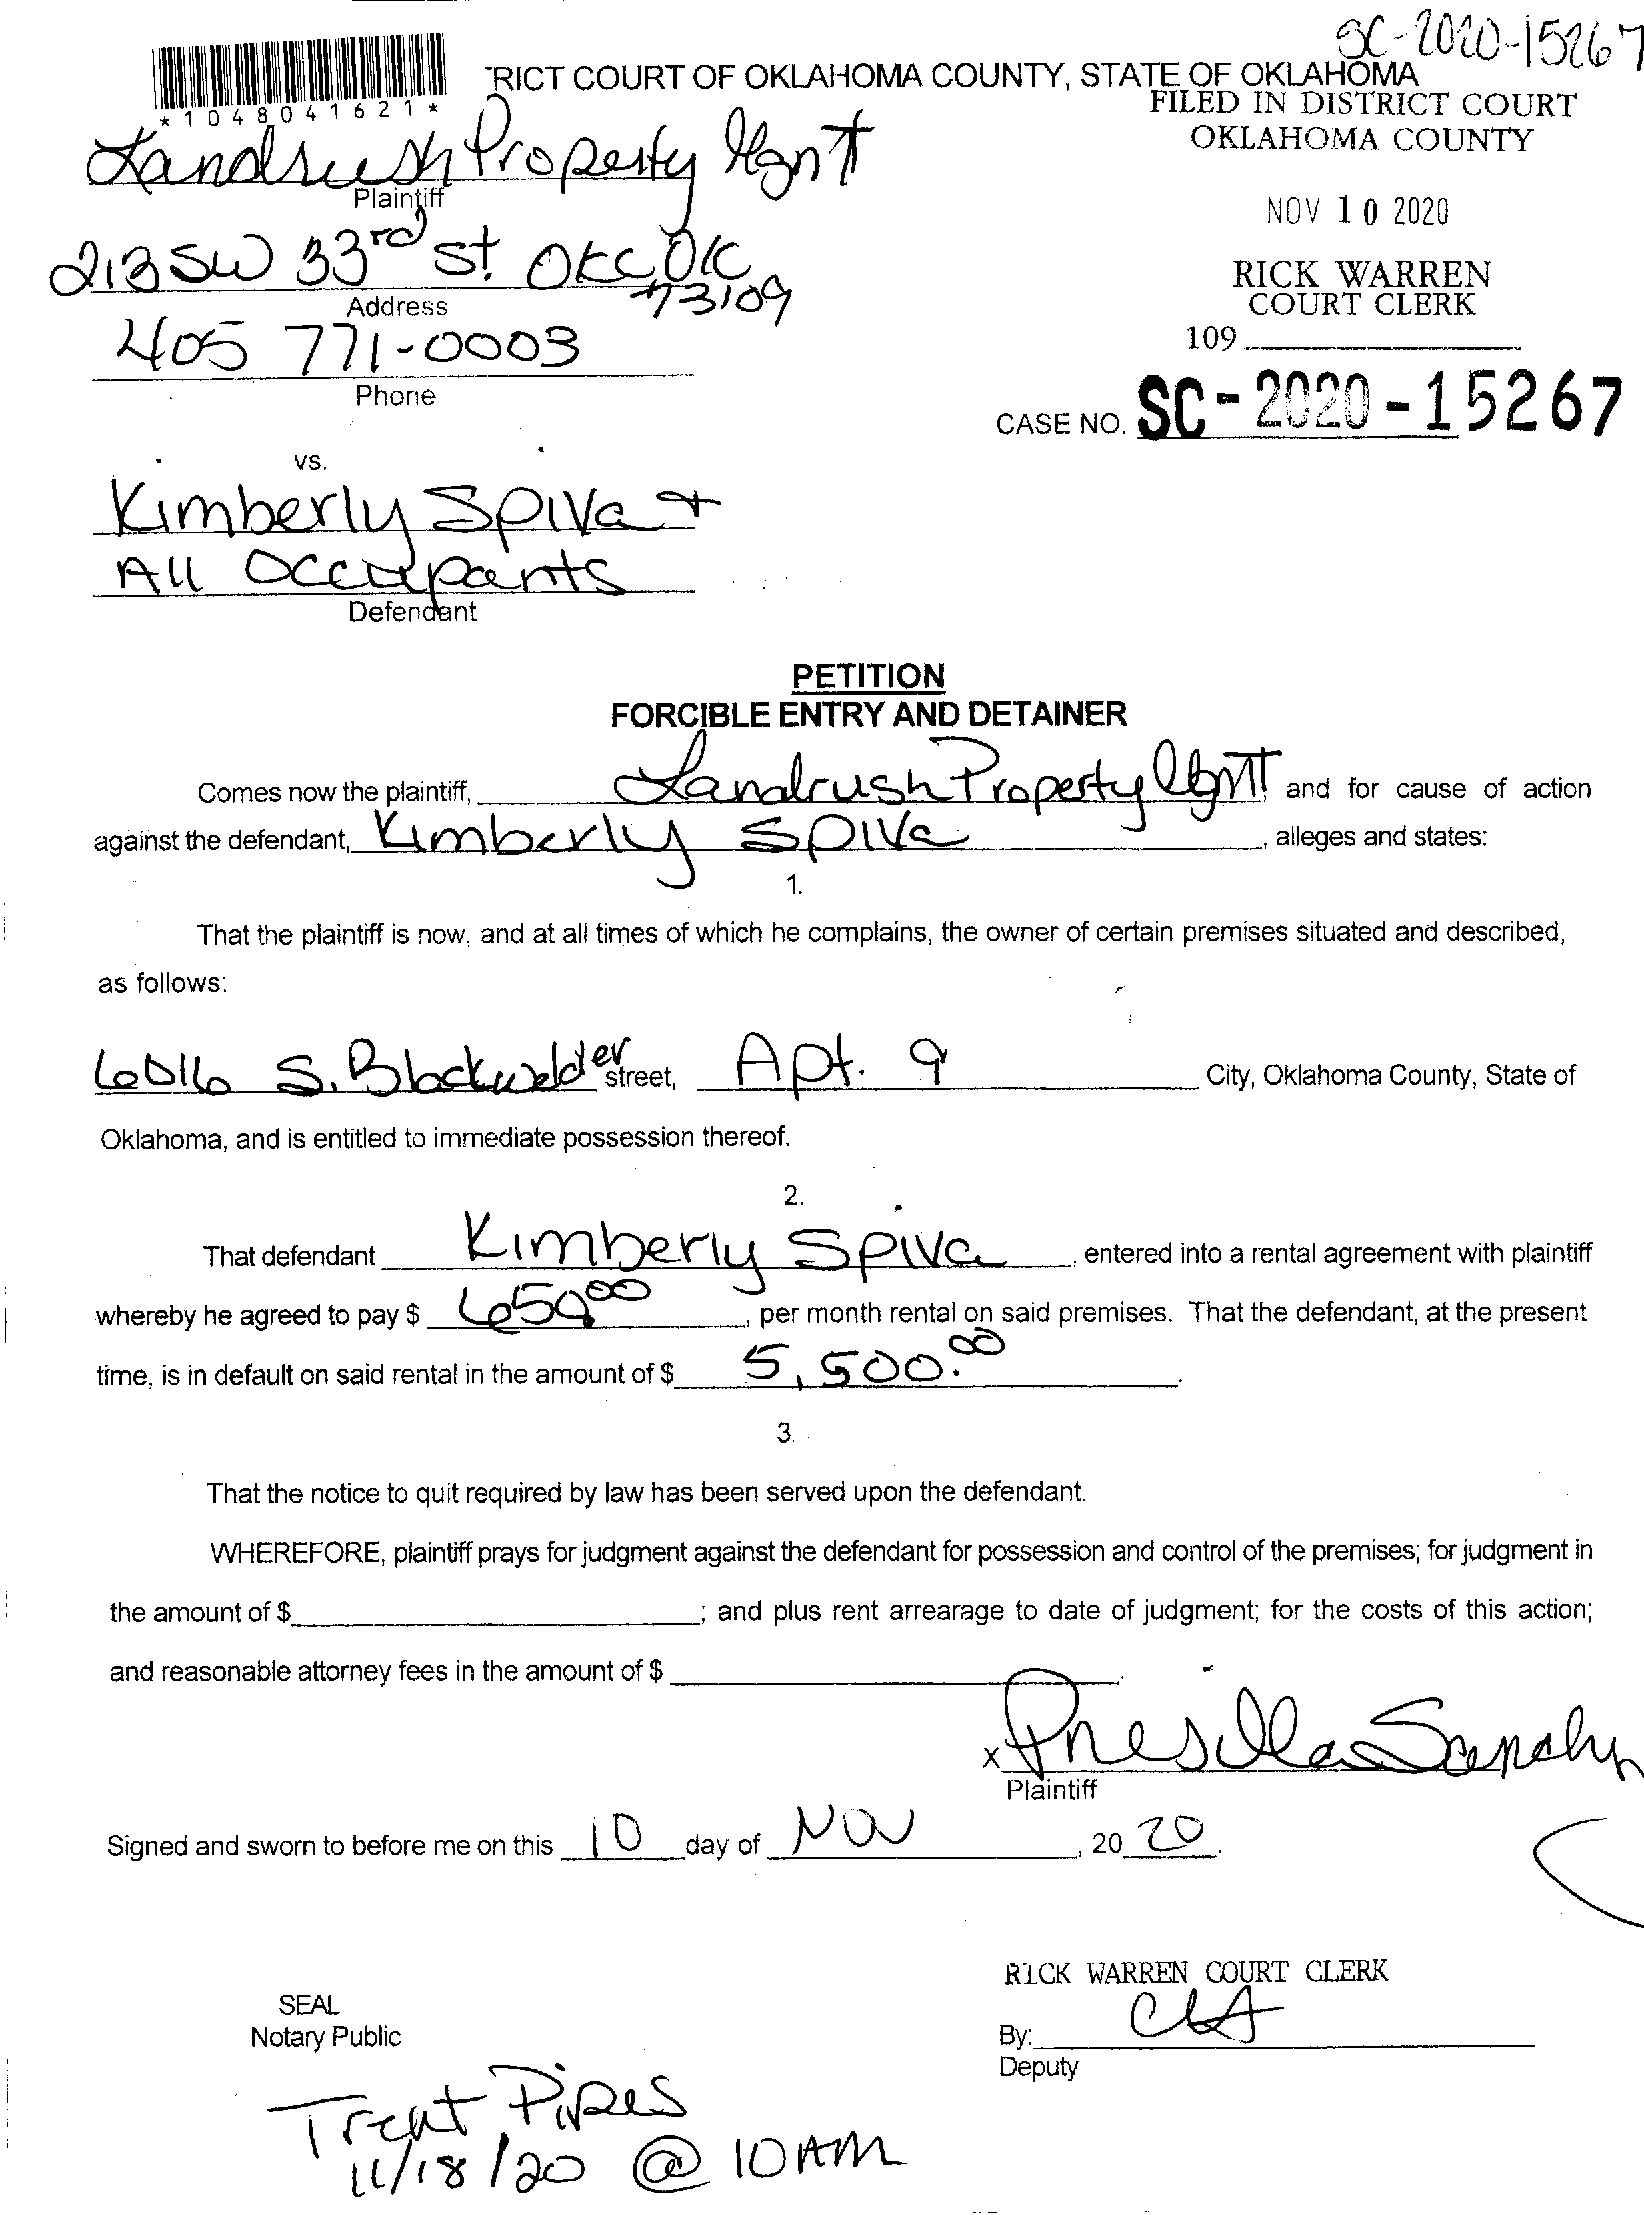 SC-2020-15267
*1048041621*
'RICT COURT OF OKLAHOMA COUNTY, STATE OF OKLAHOMA
FILED IN DISTRICT COURT
OKLAHOMA COUNTY
Landrush Property Mgnt
Plaintiff
NOV 10 2020
213 SW 33rd St OKC OK
73109
Address
RICK WARREN
COURT CLERK
405 771-0003
Phone
109
CASE NO. SC-2020-15267
vs.
Kimberly Spiva +
All Occupants
Defendant
PETITION
FORCIBLE ENTRY AND DETAINER
Comes now the plaintiff, Landrush Property Mgmt and for cause of action
against the defendant, Kimberly Spiva, alleges and states:
1.
That the plaintiff is now, and at all times of which he complains, the owner of certain premises situated and described,
as follows:
6016 S. Blackwelder street, Apt. 9 City, Oklahoma County, State of
Oklahoma, and is entitled to immediate possession thereof.
2.
That defendant Kimberly Spiva, entered into a rental agreement with plaintiff
whereby he agreed to pay $ 650.00, per month rental on said premises. That the defendant, at the present
time, is in default on said rental in the amount of $ 5,500.00.
3.
That the notice to quit required by law has been served upon the defendant.
WHEREFORE, plaintiff prays for judgment against the defendant for possession and control of the premises; for judgment in
the amount of $ ; and plus rent arrearage to date of judgment; for the costs of this action;
and reasonable attorney fees in the amount of $ .
x
Plaintiff
Signed and sworn to before me on this 10 day of NOV, 20 20.
RICK WARREN COURT CLERK
SEAL
Notary Public
By:
Deputy
Trent Pipes
11/18/20 @ 10AM